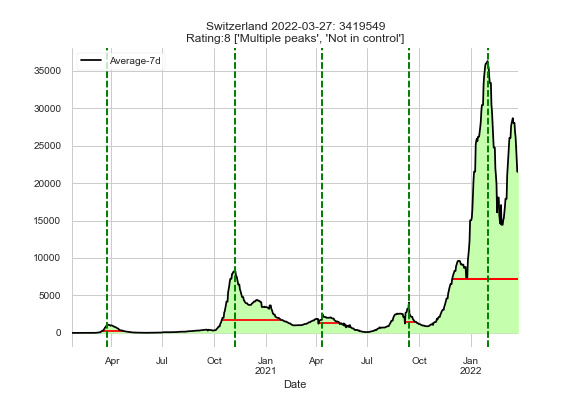 Switzerland 2022-03-27: 3419549
Rating:8 ['Multiple peaks', 'Not in control']
Average-7d
35000
30000
25000
20000
15000
10000
5000
0
Apr Jul Oct Jan Apr Jul Oct Jan
2021 2022
Date